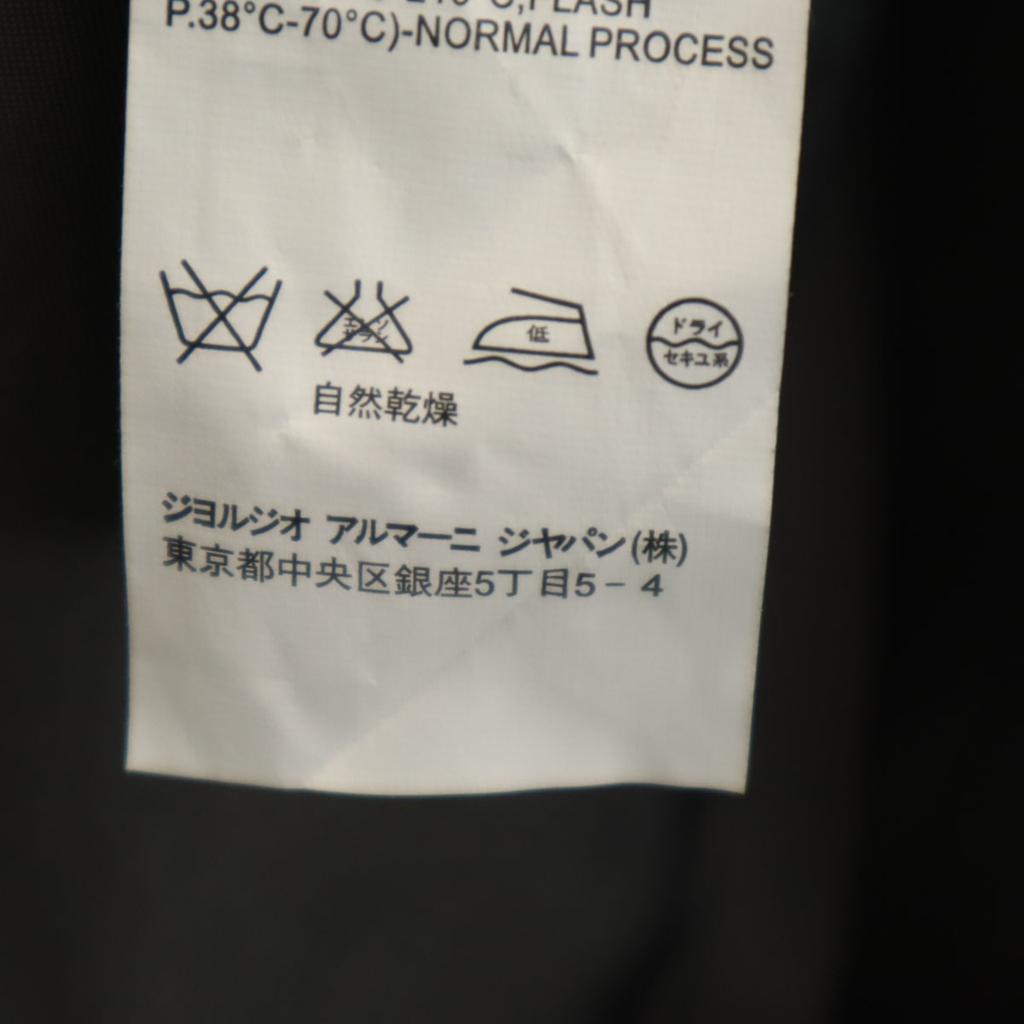 P.38°C-70°C)-NORMAL PROCESS
低
ドライ
セキユ系
自然乾燥
ジヨルジオ アルマーニ ジヤパン(株)
東京都中央区銀座5丁目5-4